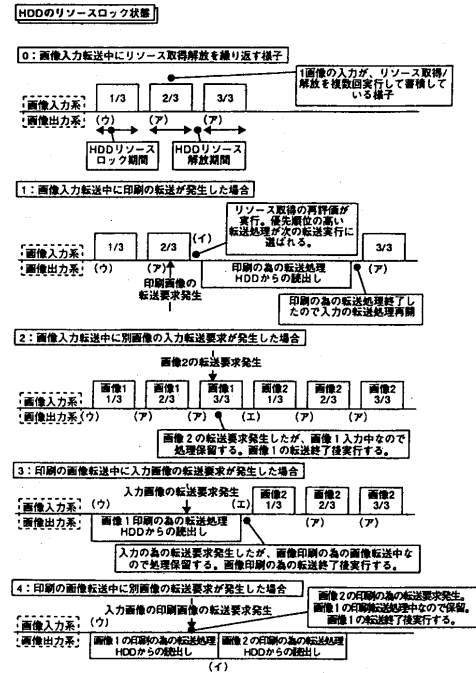 HDDのリソースロック状態
0：画像入力転送中にリソース取得解放を繰り返す様子
1画像の入力が、リソース取得/
解放を複数回実行して蓄積して
いる様子
1/3
2/3
3/3
画像入力系
画像出力系
(ウ)
(ア)
(ア)
HDDリソース
ロック期間
HDDリソース
解放期間
1：画像入力転送中に印刷の転送が発生した場合
リソース取得の再評価が
実行。優先順位の高い
転送処理が次の転送実行に
選ばれる。
(イ)
1/3
2/3
3/3
画像入力系
画像出力系
(ウ)
(ア)
印刷の為の転送処理
HDDからの読出し
(ア)
印刷画像の
転送要求発生
印刷の為の転送処理終了し
たので入力の転送処理再開
2：画像入力転送中に別画像の入力転送要求が発生した場合
画像2の転送要求発生
画像1
1/3
画像1
2/3
画像1
3/3
画像2
1/3
画像2
2/3
画像2
3/3
画像入力系
画像出力系
(ウ)
(ア)
(ア)
(エ)
(ア)
(ア)
画像2の転送要求発生したが、画像1入力中なので
処理保留する。画像1の転送終了後実行する。
3：印刷の画像転送中に入力画像の転送要求が発生した場合
入力画像の転送要求発生
(ウ)
(エ)
画像2
1/3
画像2
2/3
画像2
3/3
画像入力系
画像出力系
画像1印刷の為の転送処理
HDDからの読出し
(ア)
(ア)
入力の為の転送要求発生したが、画像印刷の為の画像転送中な
ので処理保留する。画像印刷の為の転送終了後実行する。
4：印刷の画像転送中に別画像の転送要求が発生した場合
画像2の印刷の為の転送要求発生。
画像1の印刷転送処理中なので保留。
画像1の転送終了後実行する。
入力画像の印刷画像の転送要求発生
(ウ)
画像入力系
画像出力系
画像1の印刷の為の転送処理
HDDからの読出し
画像2の印刷の為の転送処理
HDDからの読出し
(イ)